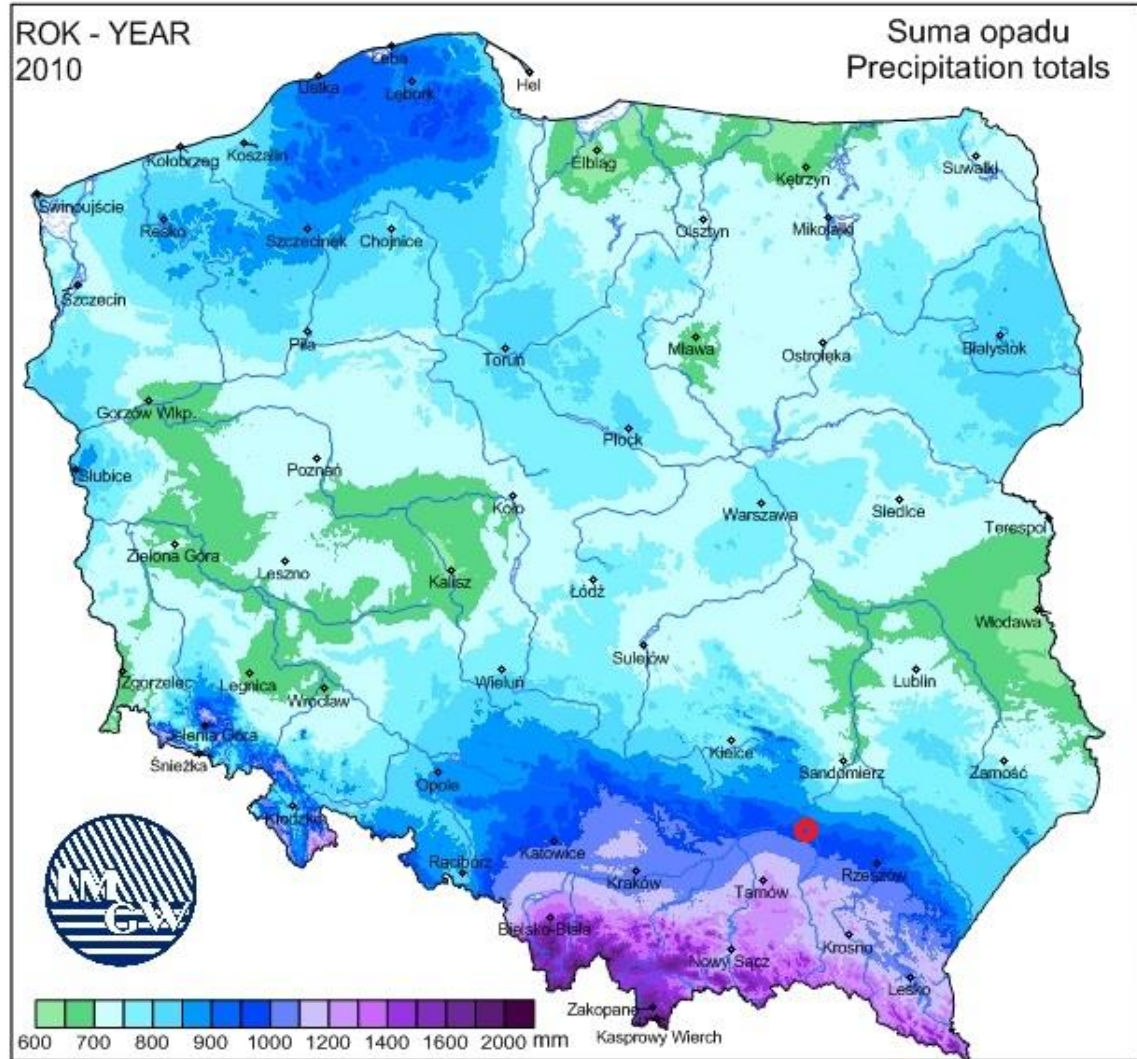 ROK - YEAR
2010
Suma opadu
Precipitation totals
Łeba
Ustka
Lębork
Hel
Kołobrzeg
Koszalin
Elbląg
Kętrzyn
Suwałki
Świnoujście
Resko
Szczecinek
Chojnice
Olsztyn
Mikołajki
Szczecin
Piła
Toruń
Mława
Ostrołęka
Białystok
Gorzów Wlkp.
Płock
Słubice
Poznań
Koło
Warszawa
Siedlce
Terespol
Zielona Góra
Leszno
Kalisz
Łódź
Włodawa
Sulejów
Zgorzelec
Legnica
Wrocław
Wieluń
Lublin
Jelenia Góra
Śnieżka
Kielce
Sandomierz
Zamość
Opole
Kłodzko
Racibórz
Katowice
Kraków
Tarnów
Rzeszów
IM
GW
Bielsko-Biała
Nowy Sącz
Krosno
Lesko
Zakopane
Kasprowy Wierch
600 700 800 900 1000 1200 1400 1600 2000 mm